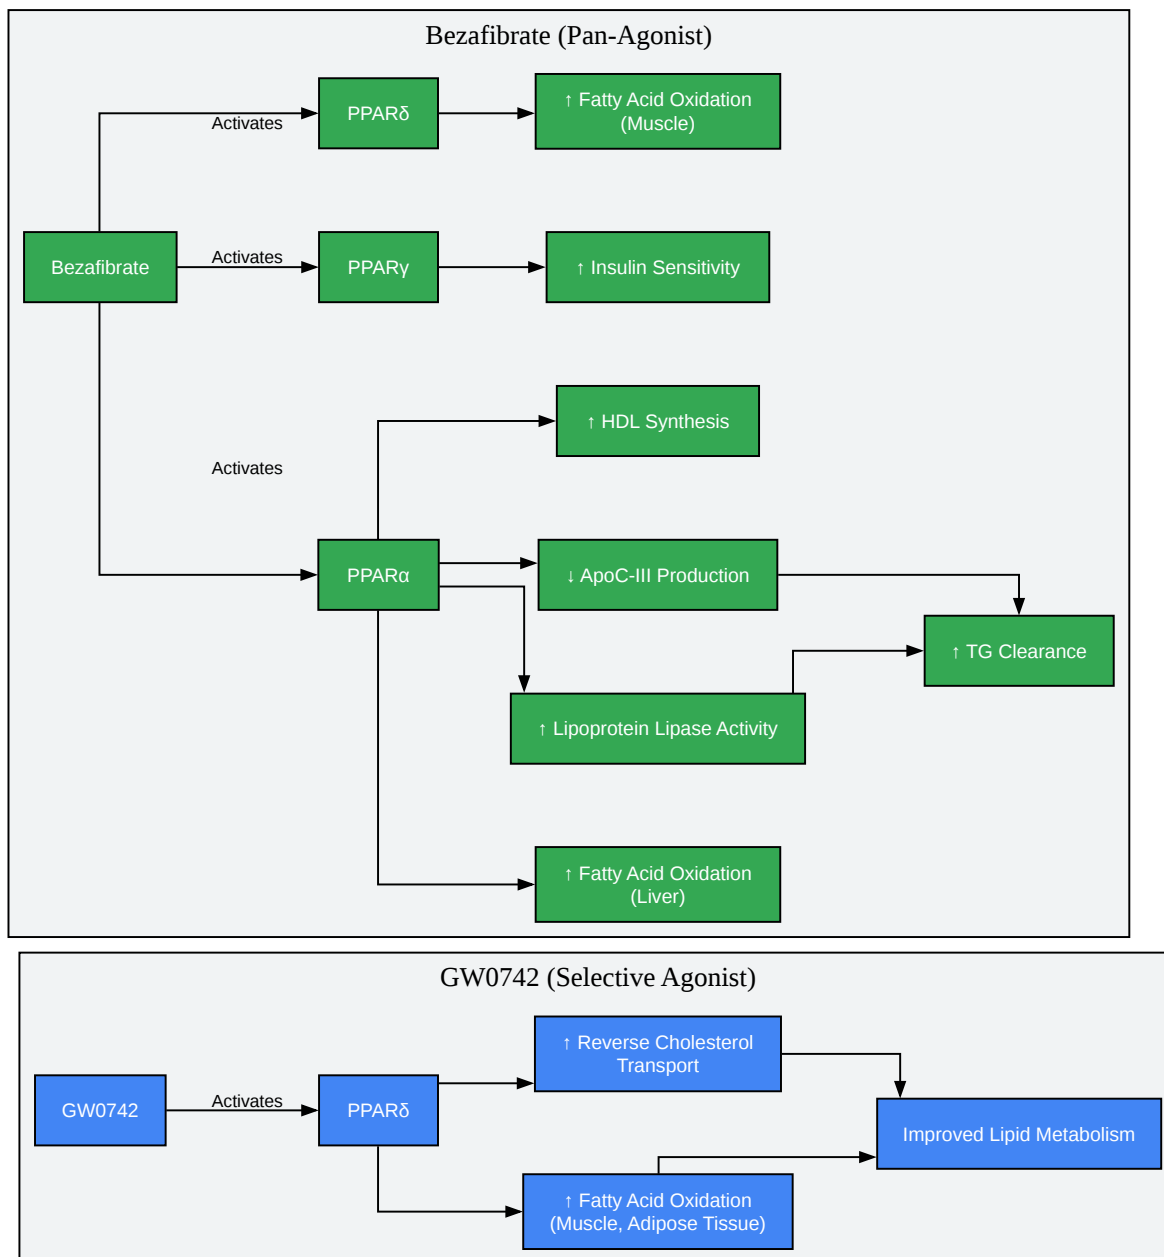 Bezafibrate (Pan-Agonist)
Activates
PPARδ
↑ Fatty Acid Oxidation
(Muscle)
Bezafibrate
Activates
PPARγ
↑ Insulin Sensitivity
↑ HDL Synthesis
Activates
PPARα
↓ ApoC-III Production
↑ TG Clearance
↑ Lipoprotein Lipase Activity
↑ Fatty Acid Oxidation
(Liver)
GW0742 (Selective Agonist)
GW0742
Activates
PPARδ
↑ Reverse Cholesterol
Transport
Improved Lipid Metabolism
↑ Fatty Acid Oxidation
(Muscle, Adipose Tissue)